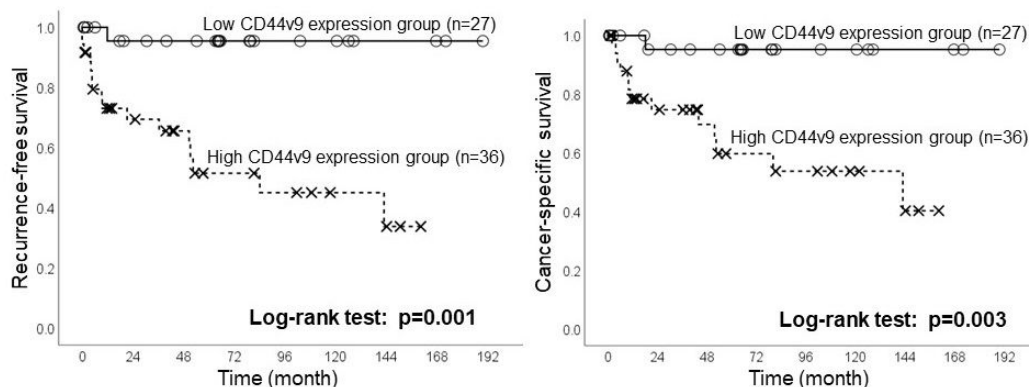 Low CD44v9 expression group (n=27)
High CD44v9 expression group (n=36)
Recurrence-free survival
1.0
0.8
0.6
0.4
0.2
0.0
Log-rank test: p=0.001
0 24 48 72 96 120 144 168 192
Time (month)
Low CD44v9 expression group (n=27)
High CD44v9 expression group (n=36)
Cancer-specific survival
1.0
0.8
0.6
0.4
0.2
0.0
Log-rank test: p=0.003
0 24 48 72 96 120 144 168 192
Time (month)